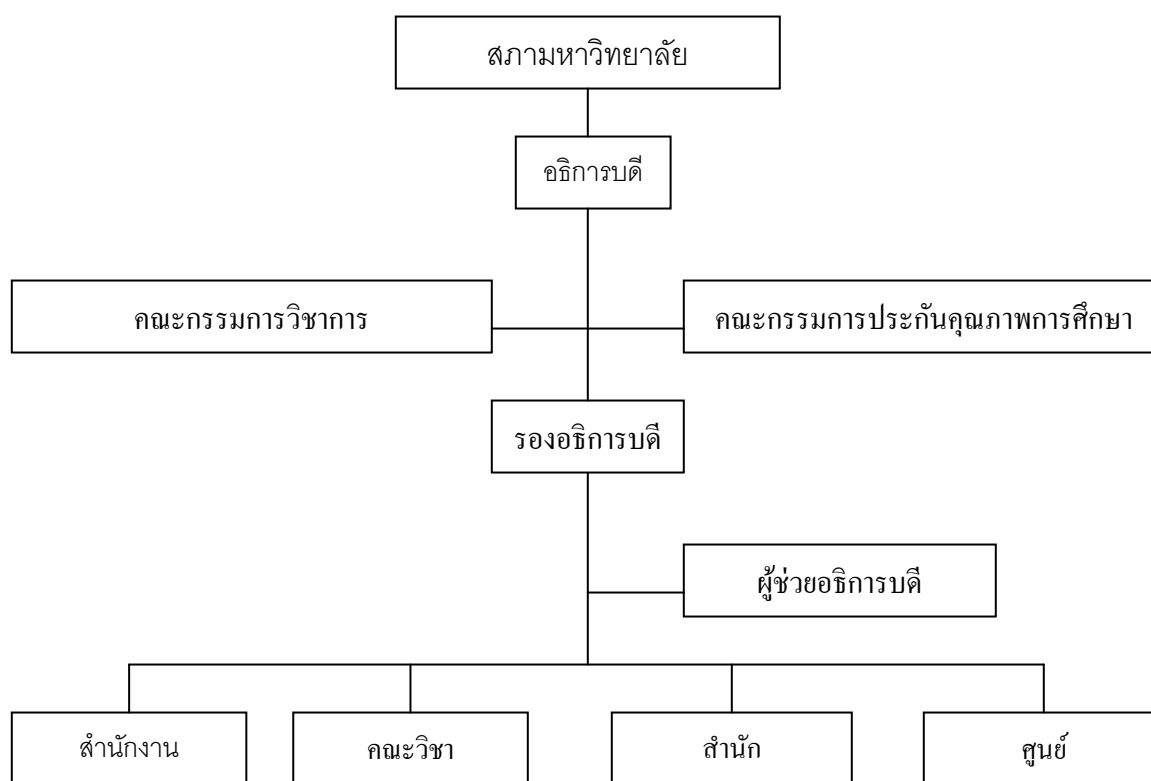 สภามหาวิทยาลัย
อธิการบดี
คณะกรรมการวิชาการ
คณะกรรมการประกันคุณภาพการศึกษา
รองอธิการบดี
ผู้ช่วยอธิการบดี
สำนักงาน
คณะวิชา
สำนัก
ศูนย์